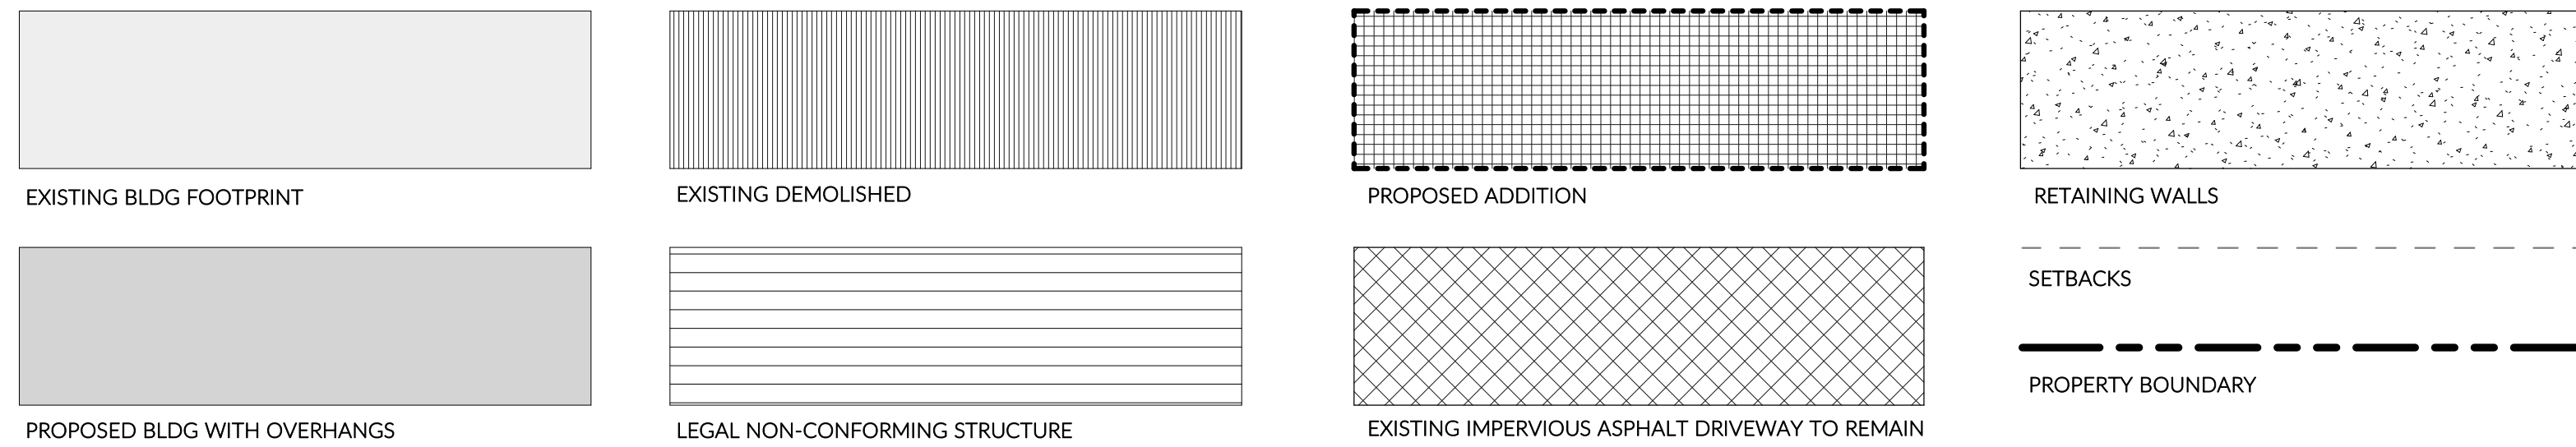 EXISTING BLDG FOOTPRINT
EXISTING DEMOLISHED
PROPOSED ADDITION
RETAINING WALLS
SETBACKS
PROPERTY BOUNDARY
PROPOSED BLDG WITH OVERHANGS
LEGAL NON-CONFORMING STRUCTURE
EXISTING IMPERVIOUS ASPHALT DRIVEWAY TO REMAIN